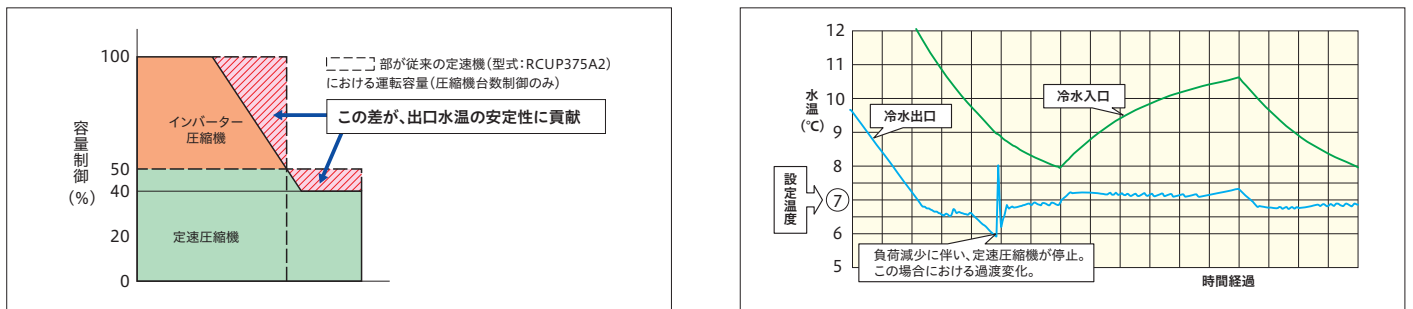 100
50
40
20
0
容量制御
(%)
インバーター
圧縮機
定速圧縮機
部が従来の定速機(型式:RCUP375A2)
における運転容量(圧縮機台数制御のみ)
この差が、出口水温の安定性に貢献
12
11
10
9
8
7
6
5
水温
(℃)
設定温度
冷水出口
冷水入口
負荷減少に伴い、定速圧縮機が停止。
この場合における過渡変化。
時間経過